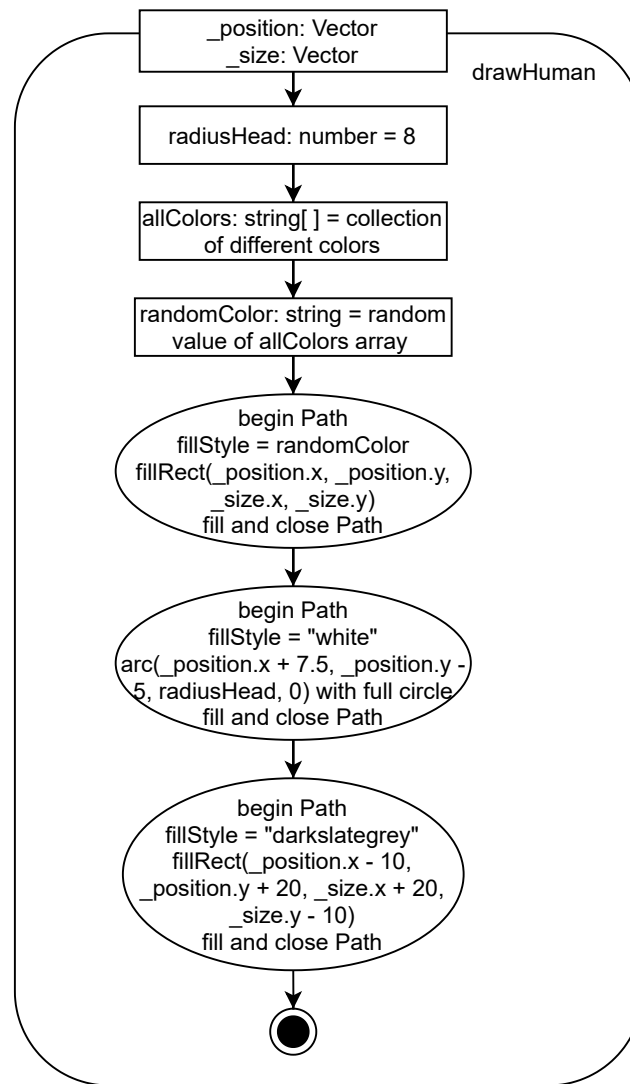 _position: Vector
_size: Vector
drawHuman
radiusHead: number = 8
allColors: string[ ] = collection
of different colors
randomColor: string = random
value of allColors array
begin Path
fillStyle = randomColor
fillRect(_position.x, _position.y,
_size.x, _size.y)
fill and close Path
begin Path
fillStyle = "white"
arc(_position.x + 7.5, _position.y -
5, radiusHead, 0) with full circle
fill and close Path
begin Path
fillStyle = "darkslategrey"
fillRect(_position.x - 10,
_position.y + 20, _size.x + 20,
_size.y - 10)
fill and close Path